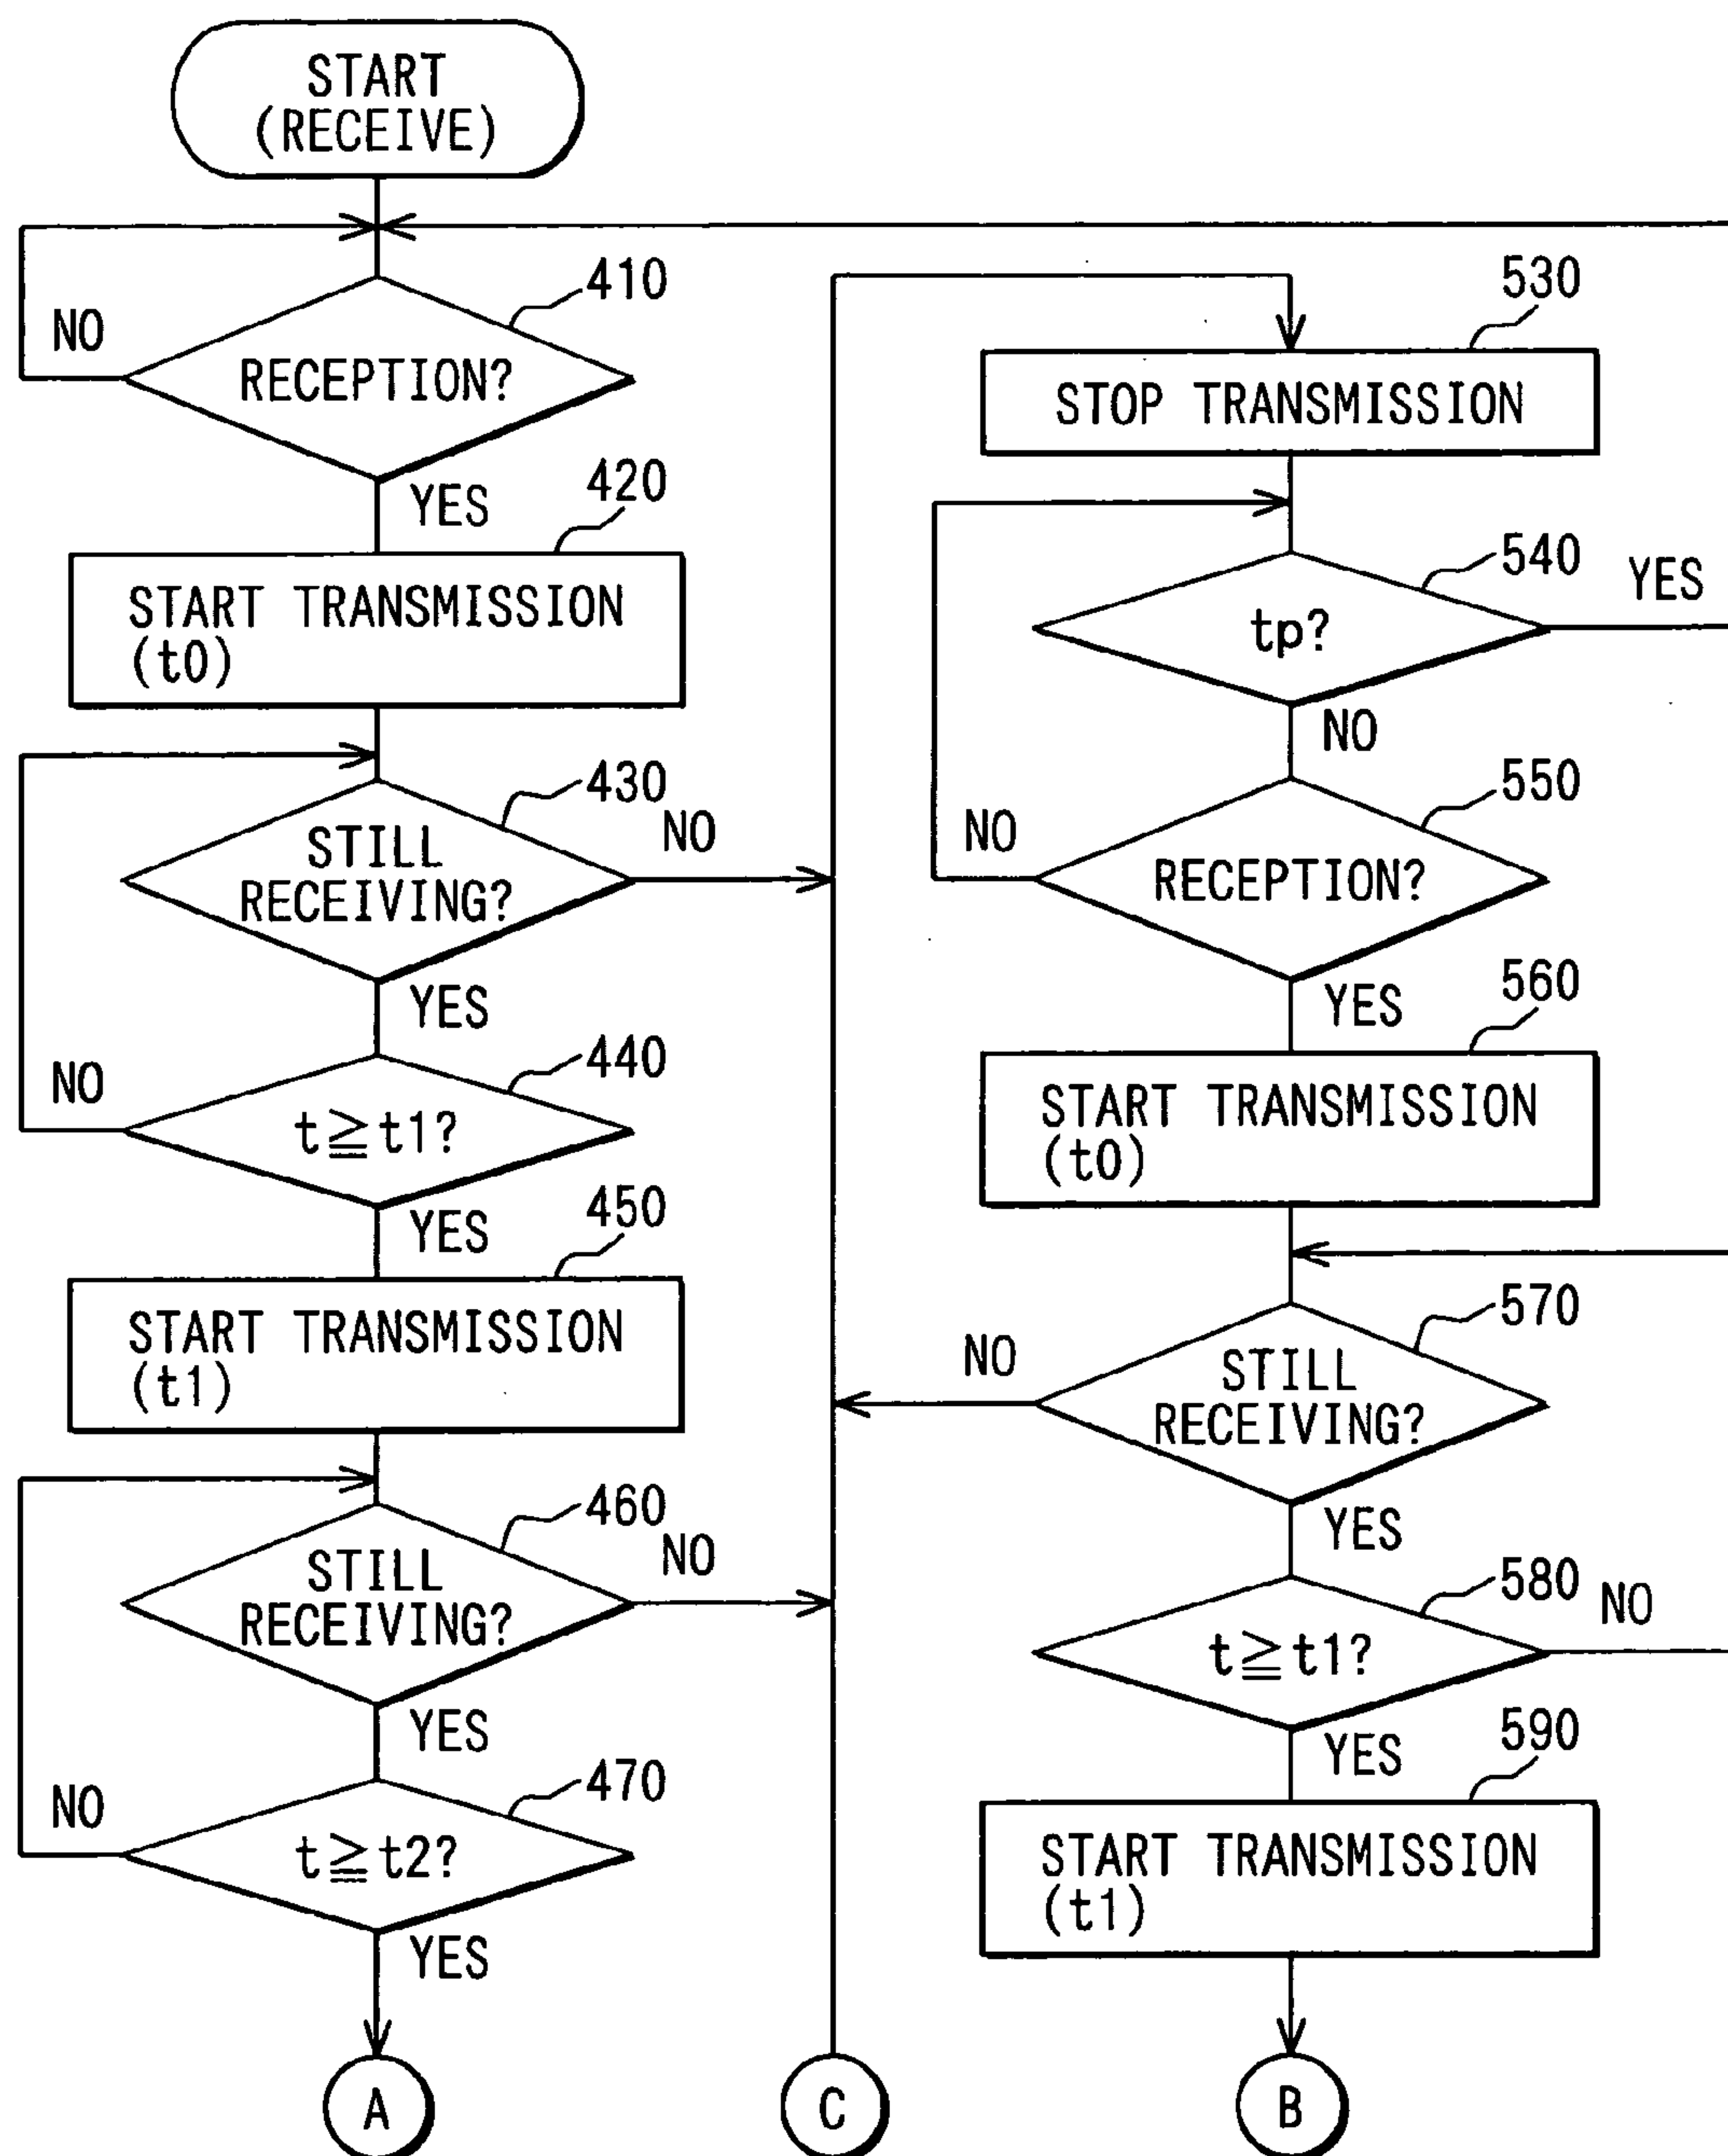 START
(RECEIVE)
410
NO
RECEPTION?
YES
420
START TRANSMISSION
(t0)
430
STILL
RECEIVING?
NO
YES
440
NO
t≧t1?
YES
450
START TRANSMISSION
(t1)
460
STILL
RECEIVING?
NO
YES
470
NO
t≧t2?
YES
A
C
530
STOP TRANSMISSION
540
YES
tp?
NO
550
NO
RECEPTION?
YES
560
START TRANSMISSION
(t0)
570
NO
STILL
RECEIVING?
YES
580
NO
t≧t1?
YES
590
START TRANSMISSION
(t1)
B